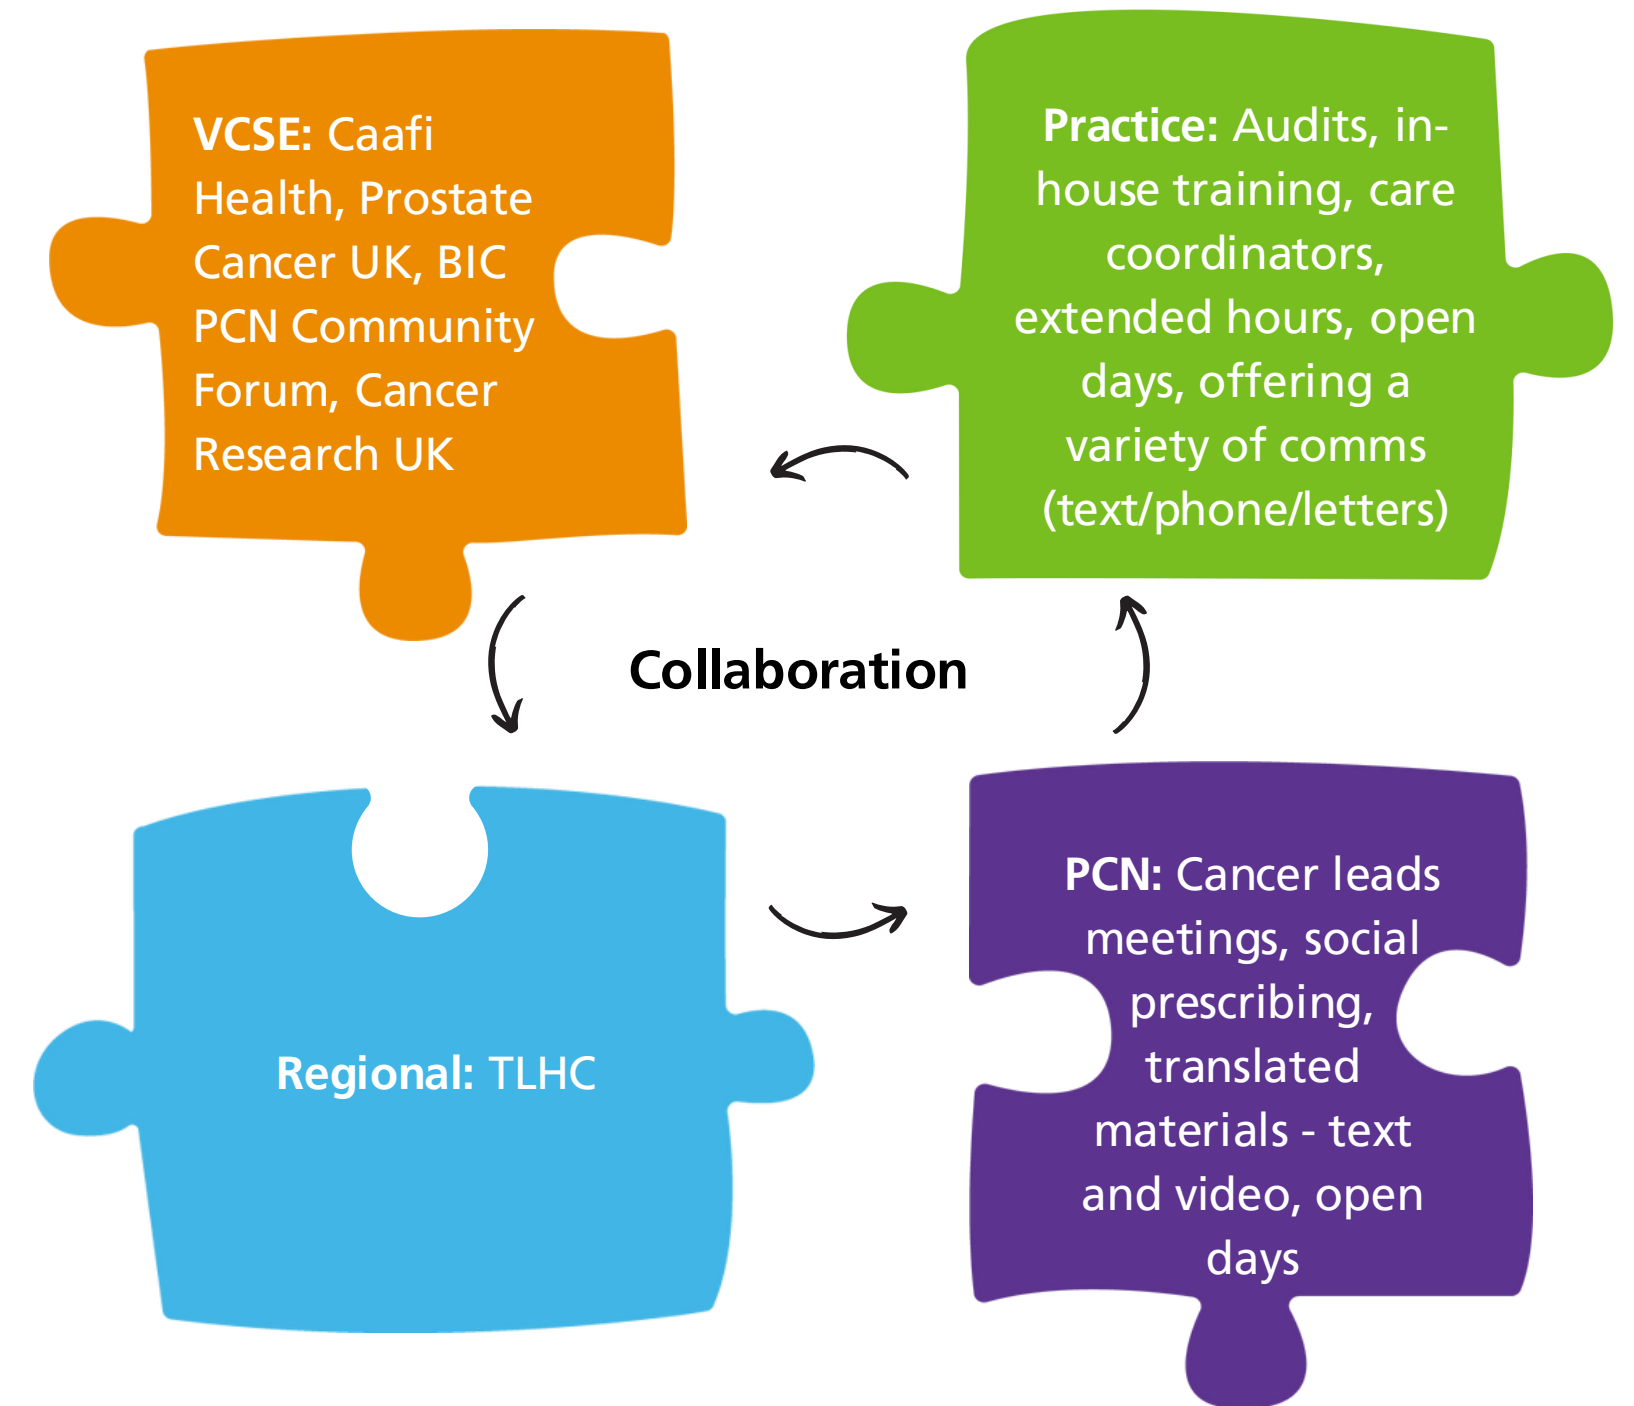 VCSE: Caafi
Health, Prostate
Cancer UK, BIC
PCN Community
Forum, Cancer
Research UK
Practice: Audits, in-
house training, care
coordinators,
extended hours, open
days, offering a
variety of comms
(text/phone/letters)
Collaboration
Regional: TLHC
PCN: Cancer leads
meetings, social
prescribing,
translated
materials - text
and video, open
days